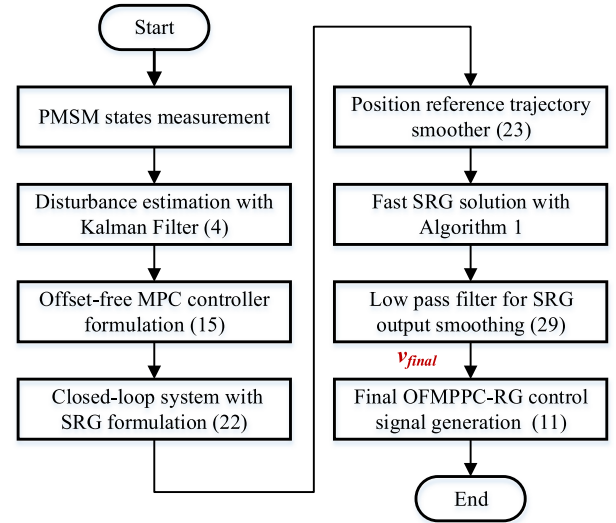 Start
PMSM states measurement
Disturbance estimation with
Kalman Filter (4)
Offset-free MPC controller
formulation (15)
Closed-loop system with
SRG formulation (22)
Position reference trajectory
smoother (23)
Fast SRG solution with
Algorithm 1
Low pass filter for SRG
output smoothing (29)
v_final
Final OFMPPC-RG control
signal generation (11)
End